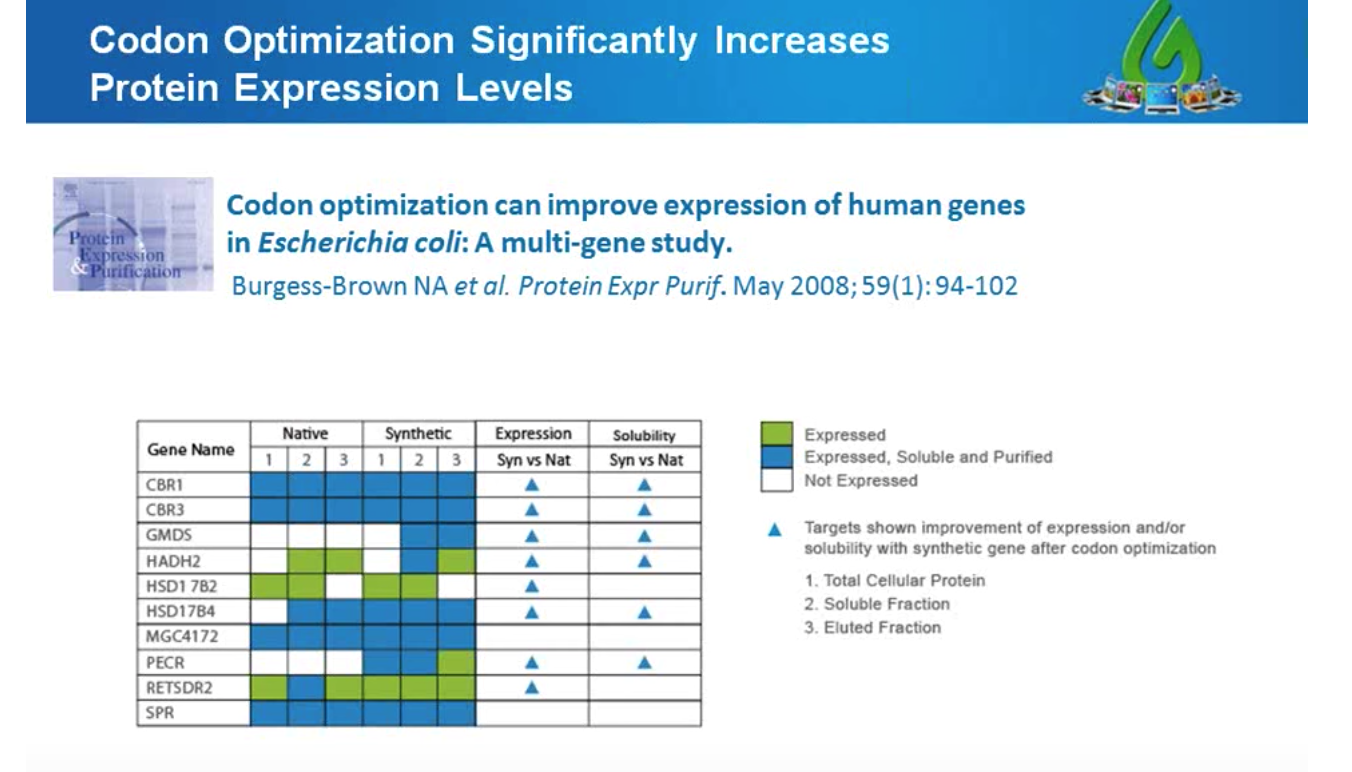 Codon Optimization Significantly Increases
Protein Expression Levels
Protein
Expression
& Purification
Codon optimization can improve expression of human genes
in Escherichia coli: A multi-gene study.
Burgess-Brown NA et al. Protein Expr Purif. May 2008; 59(1): 94-102
Gene Name Native Synthetic Expression Solubility
1 2 3 1 2 3 Syn vs Nat Syn vs Nat
CBR1 ▲ ▲
CBR3 ▲ ▲
GMDS ▲ ▲
HADH2 ▲ ▲
HSD1 7B2 ▲
HSD17B4 ▲ ▲
MGC4172
PECR ▲ ▲
RETSDR2 ▲
SPR
Expressed
Expressed, Soluble and Purified
Not Expressed
▲ Targets shown improvement of expression and/or
solubility with synthetic gene after codon optimization
1. Total Cellular Protein
2. Soluble Fraction
3. Eluted Fraction